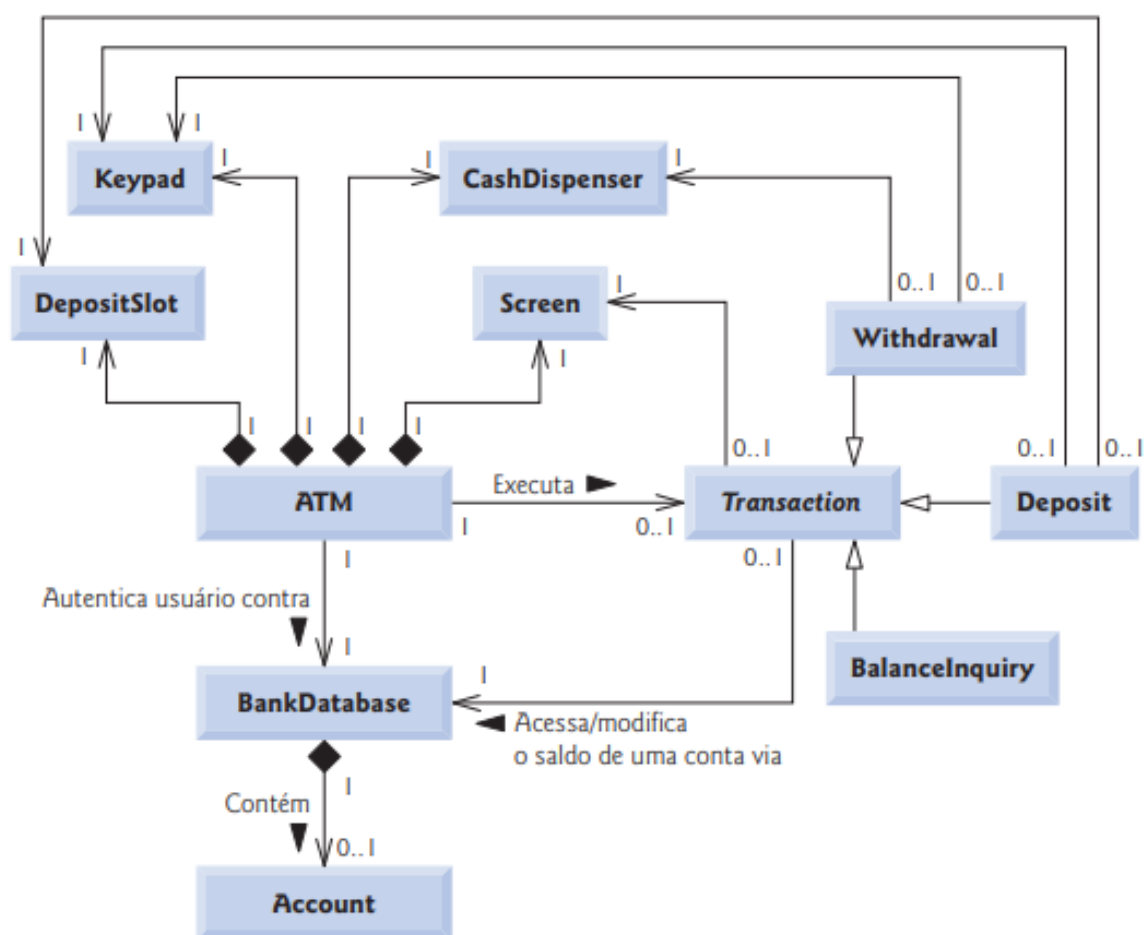 1 1 1 1
Keypad
CashDispenser
1
1
DepositSlot
Screen
1
0..1 0..1
Withdrawal
1
1
1 1 1 1
0..1
0..1 0..1
ATM
Executa
Transaction
Deposit
1
0..1
1
0..1
Autentica usuário contra
1
1
BalanceInquiry
BankDatabase
Acessa/modifica
o saldo de uma conta via
1
Contém
0..1
Account